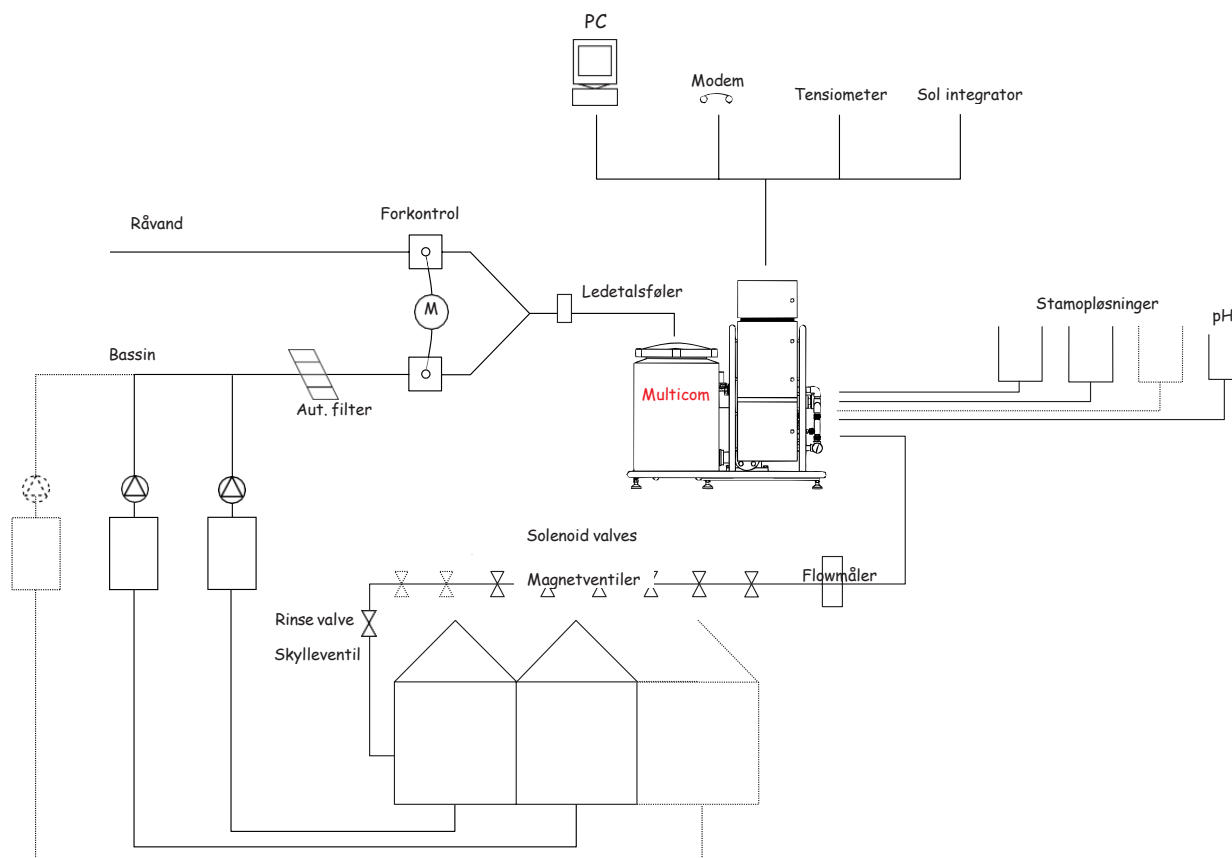 PC
Modem
Tensiometer
Sol integrator
Råvand
Forkontrol
M
Ledetalsføler
Stamopløsninger
pH
Bassin
Aut. filter
Multicom
Solenoid valves
Magnetventiler
Flowmåler
Rinse valve
Skylleventil